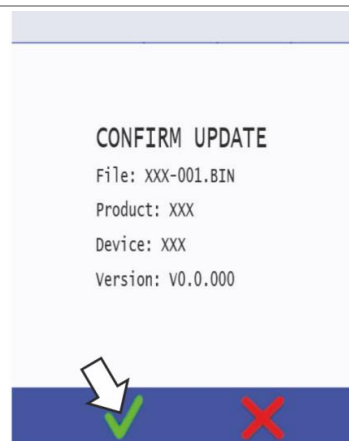 CONFIRM UPDATE
File: XXX-001.BIN
Product: XXX
Device: XXX
Version: V0.0.000